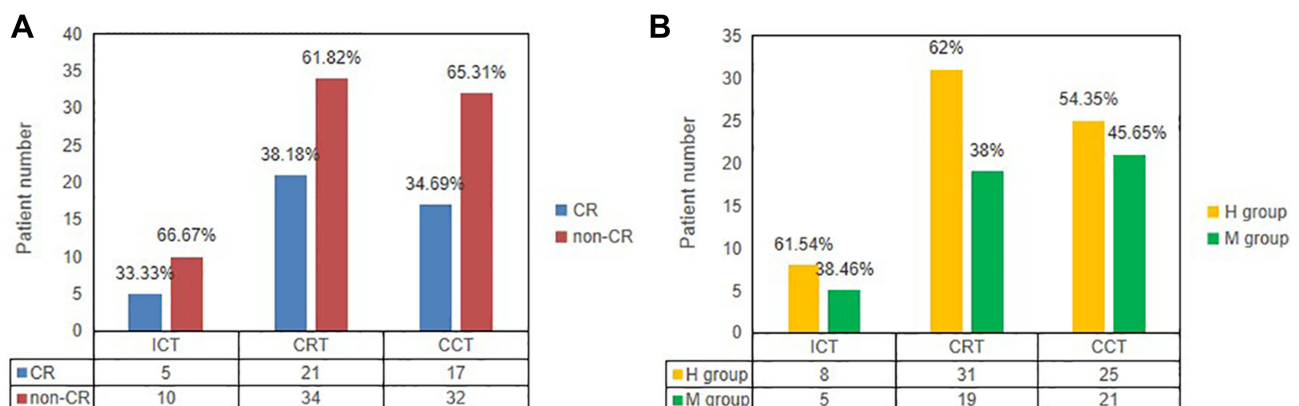 A
Patient number
40
35
30
25
20
15
10
5
0
33.33%
66.67%
38.18%
61.82%
34.69%
65.31%
CR
non-CR
ICT CRT CCT
CR 5 21 17
non-CR 10 34 32
B
Patient number
35
30
25
20
15
10
5
0
61.54%
38.46%
62%
38%
54.35%
45.65%
H group
M group
ICT CRT CCT
H group 8 31 25
M group 5 19 21